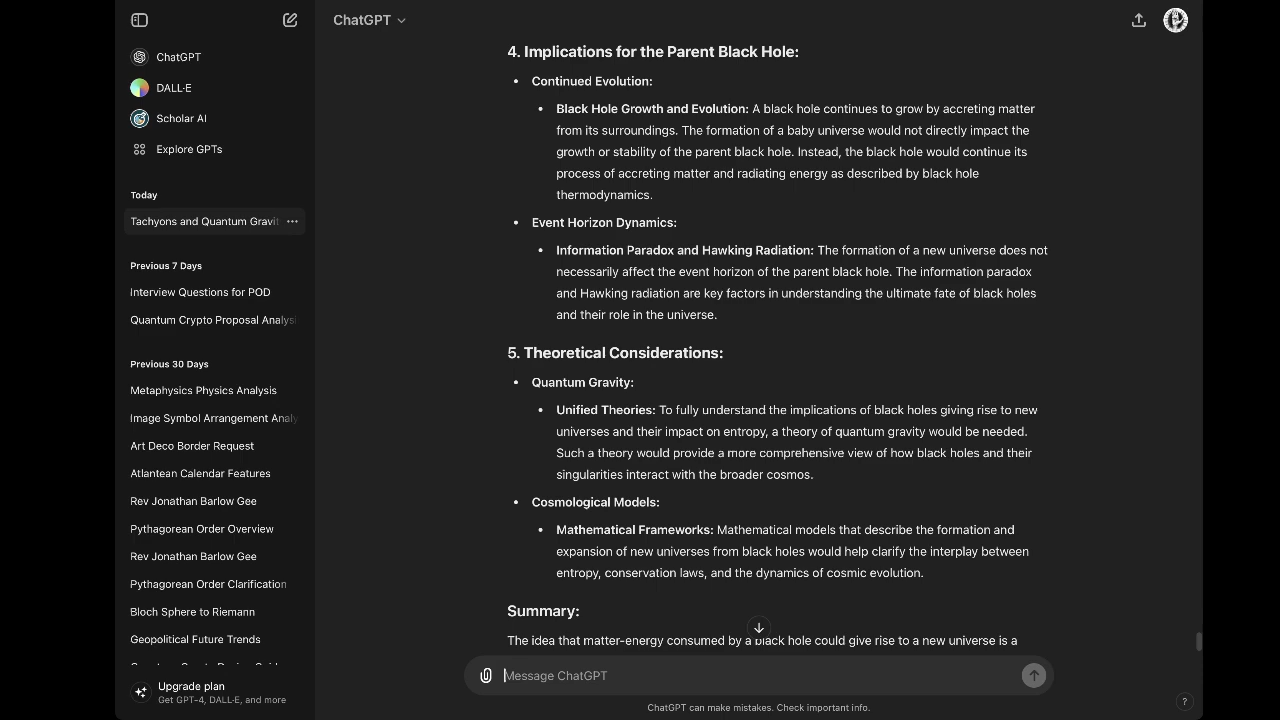 ChatGPT
ChatGPT
DALL·E
Scholar AI
Explore GPTs
Today
Tachyons and Quantum Gravit
Previous 7 Days
Interview Questions for POD
Quantum Crypto Proposal Analysi
Previous 30 Days
Metaphysics Physics Analysis
Image Symbol Arrangement Analy
Art Deco Border Request
Atlantean Calendar Features
Rev Jonathan Barlow Gee
Pythagorean Order Overview
Rev Jonathan Barlow Gee
Pythagorean Order Clarification
Bloch Sphere to Riemann
Geopolitical Future Trends
Upgrade plan
Get GPT-4, DALL·E, and more
4. Implications for the Parent Black Hole:
• Continued Evolution:
• Black Hole Growth and Evolution: A black hole continues to grow by accreting matter
from its surroundings. The formation of a baby universe would not directly impact the
growth or stability of the parent black hole. Instead, the black hole would continue its
process of accreting matter and radiating energy as described by black hole
thermodynamics.
• Event Horizon Dynamics:
• Information Paradox and Hawking Radiation: The formation of a new universe does not
necessarily affect the event horizon of the parent black hole. The information paradox
and Hawking radiation are key factors in understanding the ultimate fate of black holes
and their role in the universe.
5. Theoretical Considerations:
• Quantum Gravity:
• Unified Theories: To fully understand the implications of black holes giving rise to new
universes and their impact on entropy, a theory of quantum gravity would be needed.
Such a theory would provide a more comprehensive view of how black holes and their
singularities interact with the broader cosmos.
• Cosmological Models:
• Mathematical Frameworks: Mathematical models that describe the formation and
expansion of new universes from black holes would help clarify the interplay between
entropy, conservation laws, and the dynamics of cosmic evolution.
Summary:
The idea that matter-energy consumed by a black hole could give rise to a new universe is a
Message ChatGPT
ChatGPT can make mistakes. Check important info.
?